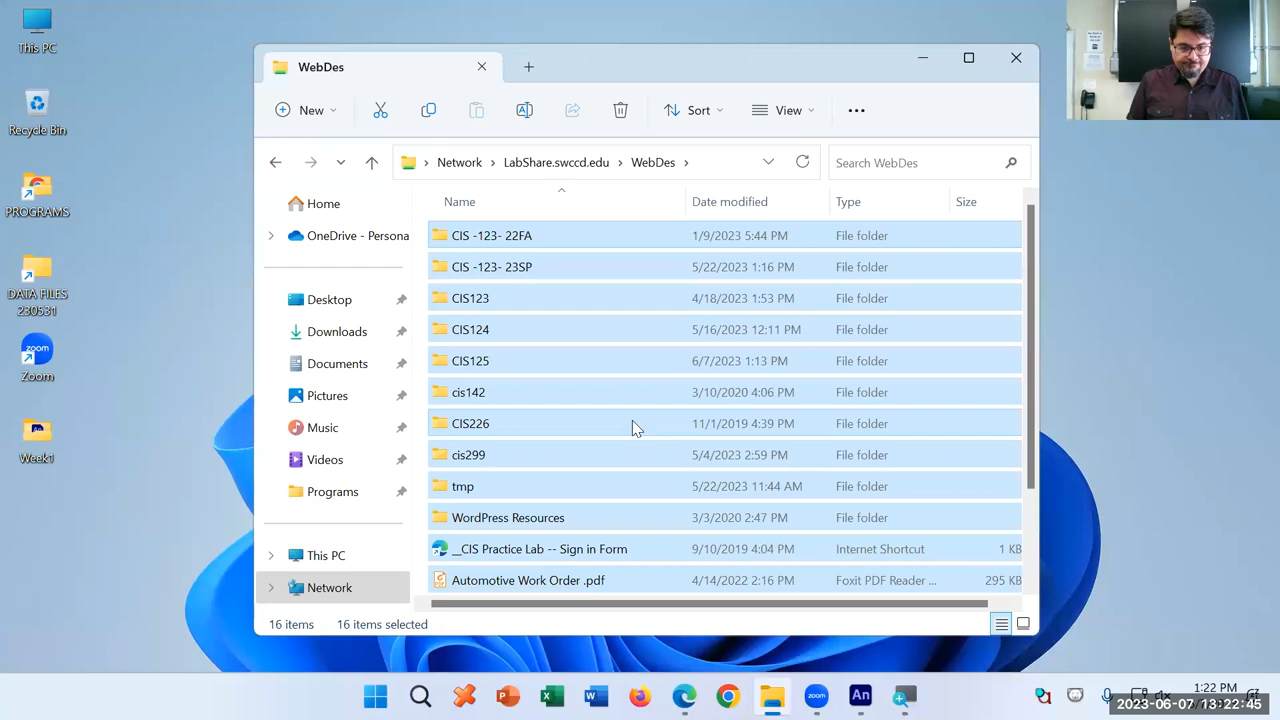 This PC
Recycle Bin
PROGRAMS
DATA FILES
230531
Zoom
zoom
Week1
WebDes
New
Sort
View
Network
LabShare.swccd.edu
WebDes
Search WebDes
Name
Date modified
Type
Size
Home
OneDrive - Persona
Desktop
Downloads
Documents
Pictures
Music
Videos
Programs
This PC
Network
CIS -123- 22FA 1/9/2023 5:44 PM File folder
CIS -123- 23SP 5/22/2023 1:16 PM File folder
CIS123 4/18/2023 1:53 PM File folder
CIS124 5/16/2023 12:11 PM File folder
CIS125 6/7/2023 1:13 PM File folder
cis142 3/10/2020 4:06 PM File folder
CIS226 11/1/2019 4:39 PM File folder
cis299 5/4/2023 2:59 PM File folder
tmp 5/22/2023 11:44 AM File folder
WordPress Resources 3/3/2020 2:47 PM File folder
__CIS Practice Lab -- Sign in Form 9/10/2019 4:04 PM Internet Shortcut 1 KB
Automotive Work Order .pdf 4/14/2022 2:16 PM Foxit PDF Reader ... 295 KB
16 items 16 items selected
zoom
An
1:22 PM
2023-06-07 13:22:45